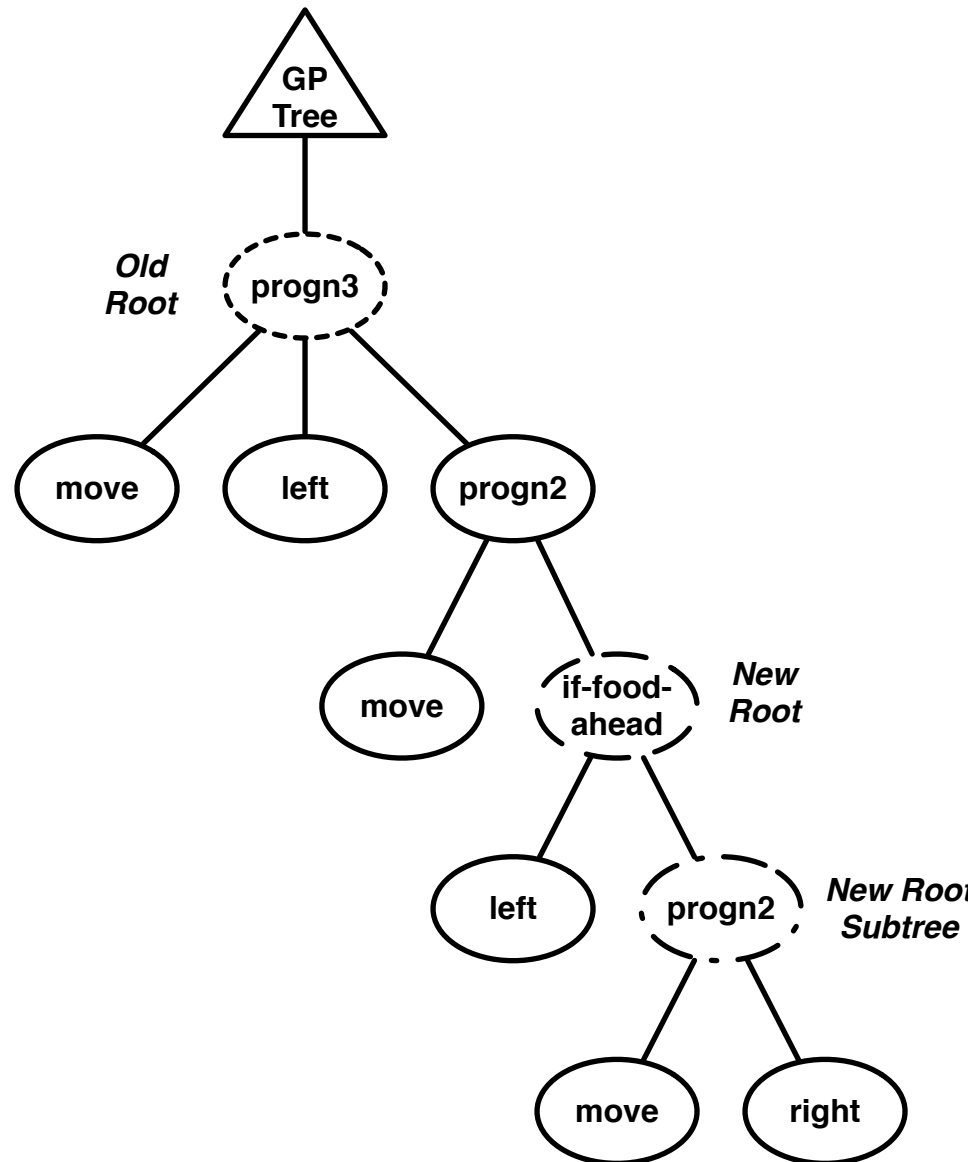 GP
Tree
Old
Root
progn3
move
left
progn2
move
if-food-
ahead
New
Root
left
progn2
New Root
Subtree
move
right